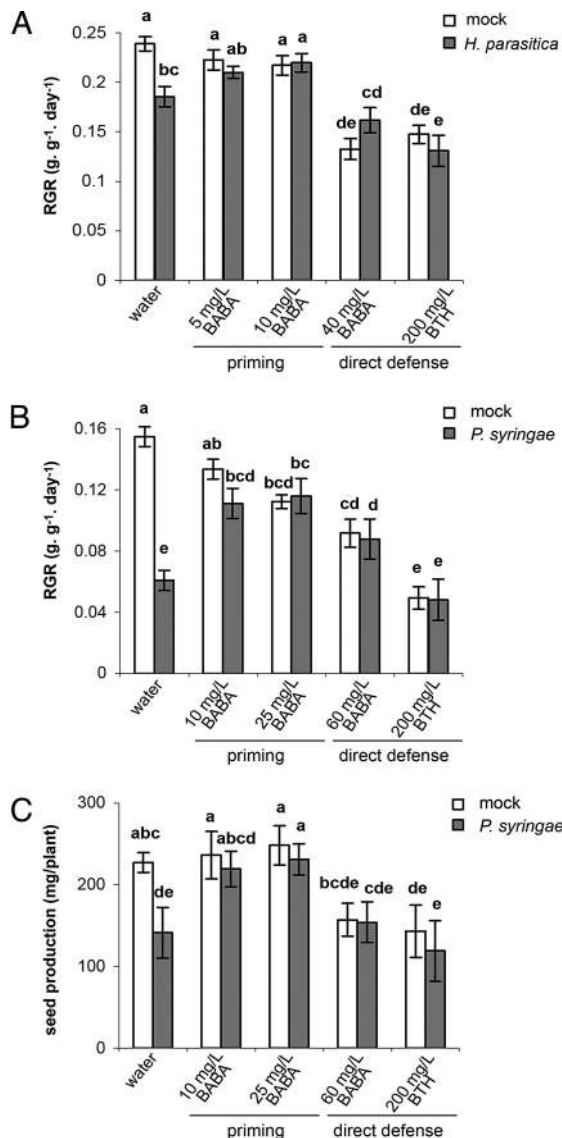 A
mock
H. parasitica
RGR (g. g-1. day-1)
0.25
0.2
0.15
0.1
0.05
0
a
bc
a
ab
a
a
de
cd
de
e
water
5 mg/L
BABA
10 mg/L
BABA
40 mg/L
BABA
200 mg/L
BTH
priming
direct defense
B
mock
P. syringae
RGR (g. g-1. day-1)
0.16
0.12
0.08
0.04
0
a
e
ab
bcd
bcd
bc
cd
d
e
e
water
10 mg/L
BABA
25 mg/L
BABA
60 mg/L
BABA
200 mg/L
BTH
priming
direct defense
C
mock
P. syringae
seed production (mg/plant)
300
200
100
0
abc
de
a
abcd
a
a
bcde
cde
de
e
water
10 mg/L
BABA
25 mg/L
BABA
60 mg/L
BABA
200 mg/L
BTH
priming
direct defense